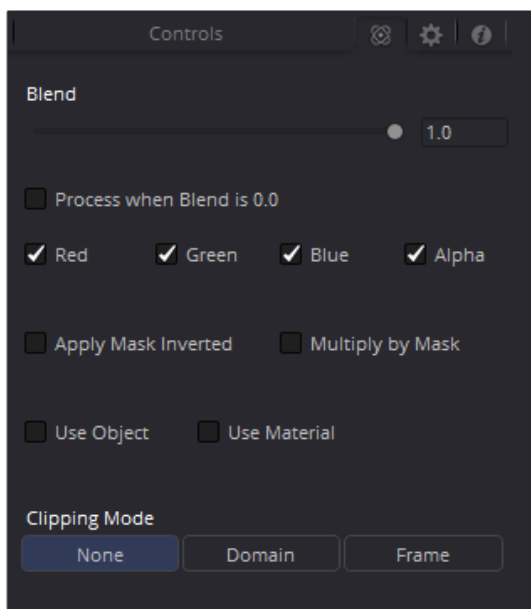 Controls
Blend
1.0
Process when Blend is 0.0
Red Green Blue Alpha
Apply Mask Inverted Multiply by Mask
Use Object Use Material
Clipping Mode
None Domain Frame